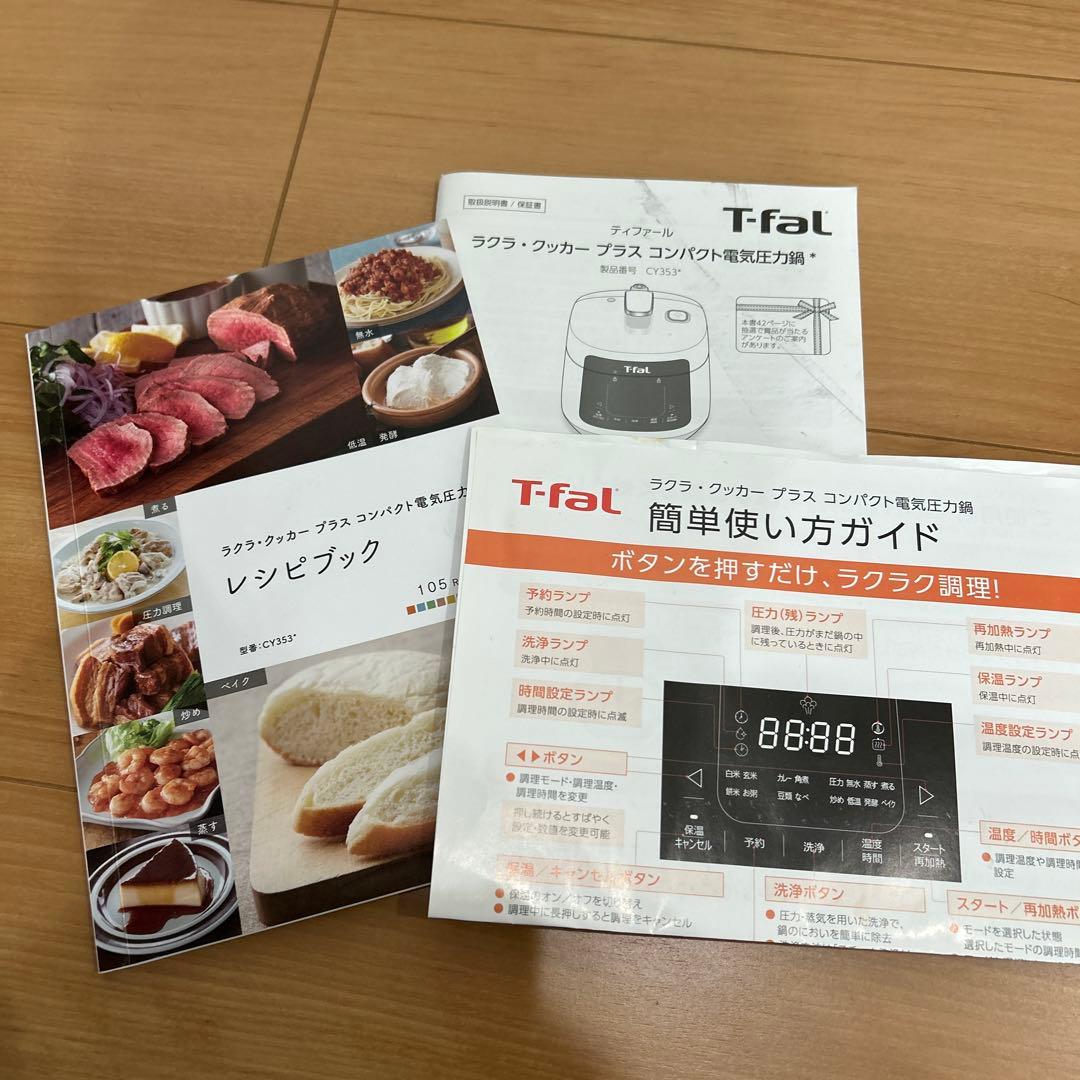 取扱説明書 / 保証書
T-fal
ティファール
ラクラ・クッカー プラス コンパクト電気圧力鍋 *
製品番号 CY353*
本書42ページに
抽選で賞品が当たる
アンケートのご案内
があります。
T-fal
無水
低温 発酵
煮る
圧力調理
炒め
蒸す
ベイク
ラクラ・クッカー プラス コンパクト電気圧力
レシピブック
105 R
型番:CY353*
T-fal
ラクラ・クッカー プラス コンパクト電気圧力鍋
簡単使い方ガイド
ボタンを押すだけ、ラクラク調理!
予約ランプ
予約時間の設定時に点灯
洗浄ランプ
洗浄中に点灯
時間設定ランプ
調理時間の設定時に点滅
圧力(残)ランプ
調理後、圧力がまだ鍋の中
に残っているときに点灯
再加熱ランプ
再加熱中に点灯
保温ランプ
保温中に点灯
温度設定ランプ
調理温度の設定時に点
◀▶ボタン
● 調理モード・調理温度・
調理時間を変更
押し続けるとすばやく
設定・数値を変更可能
88:88
白米 玄米 カレー 角煮 圧力 無水 蒸す 煮る
餅米 お粥 豆類 なべ 炒め 低温 発酵 ベイク
保温
キャンセル
予約
洗浄
温度
時間
スタート
再加熱
保温/キャンセルボタン
● 保温のオン/オフを切り替え
● 調理中に長押しすると調理をキャンセル
洗浄ボタン
● 圧力・蒸気を用いた洗浄で、
鍋のにおいを簡単に除去
温度/時間ボタ
● 調理温度や調理時間
設定
スタート/再加熱ボ
● モードを選択した状態
選択したモードの調理時間